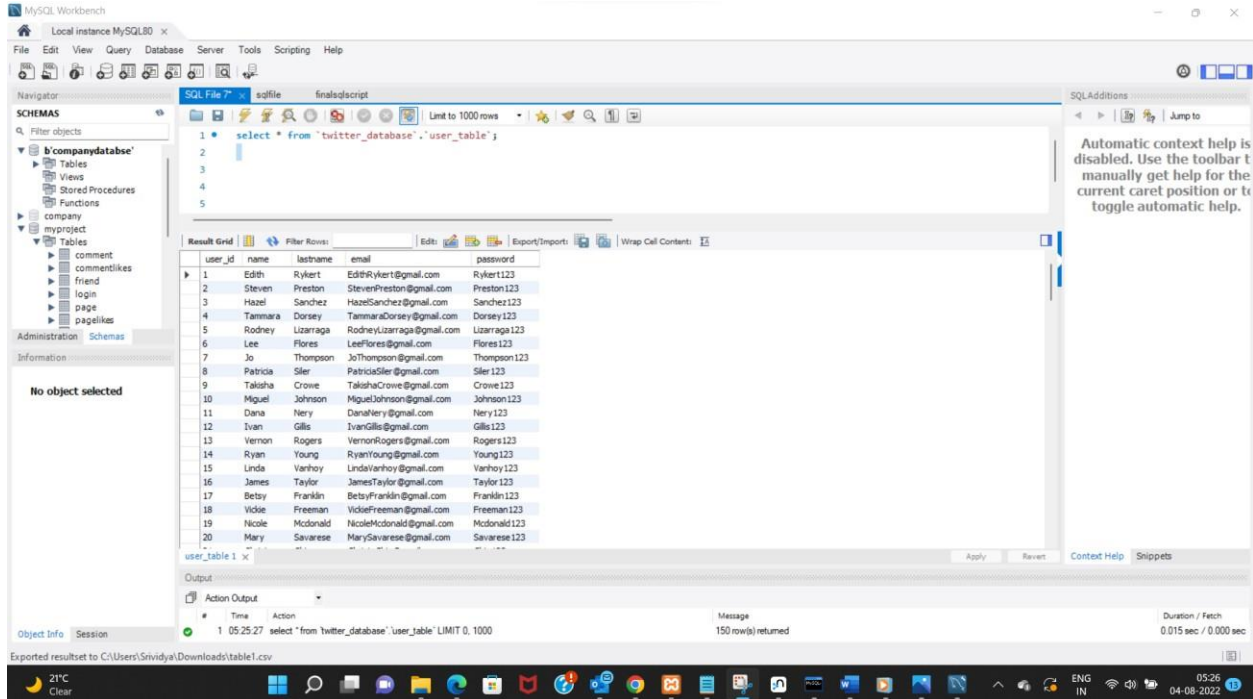 MySQL Workbench
Local instance MySQL80
File Edit View Query Database Server Tools Scripting Help
Navigator
SCHEMAS
Filter objects
b'companydatabse'
Tables
Views
Stored Procedures
Functions
company
myproject
Tables
comment
commentlikes
friend
login
page
pagelikes
Administration Schemas
Information
No object selected
Object Info Session
SQL File 7* sqlfile finalsqlscript
Limit to 1000 rows
1 select * from `twitter_database`.`user_table`;
2
3
4
5
Result Grid Filter Rows: Edit: Export/Import: Wrap Cell Content:
user_id name lastname email password
1 Edith Rykert EdithRykert@gmail.com Rykert123
2 Steven Preston StevenPreston@gmail.com Preston123
3 Hazel Sanchez HazelSanchez@gmail.com Sanchez123
4 Tammara Dorsey TammaraDorsey@gmail.com Dorsey123
5 Rodney Lizarraga RodneyLizarraga@gmail.com Lizarraga123
6 Lee Flores LeeFlores@gmail.com Flores123
7 Jo Thompson JoThompson@gmail.com Thompson123
8 Patricia Siler PatriciaSiler@gmail.com Siler123
9 Takisha Crowe TakishaCrowe@gmail.com Crowe123
10 Miguel Johnson MiguelJohnson@gmail.com Johnson123
11 Dana Nery DanaNery@gmail.com Nery123
12 Ivan Gillis IvanGillis@gmail.com Gillis123
13 Vernon Rogers VernonRogers@gmail.com Rogers123
14 Ryan Young RyanYoung@gmail.com Young123
15 Linda Vanhoy LindaVanhoy@gmail.com Vanhoy123
16 James Taylor JamesTaylor@gmail.com Taylor123
17 Betsy Franklin BetsyFranklin@gmail.com Franklin123
18 Vickie Freeman VickieFreeman@gmail.com Freeman123
19 Nicole Mcdonald NicoleMcdonald@gmail.com Mcdonald123
20 Mary Savarese MarySavarese@gmail.com Savarese123
user_table 1 Apply Revert
Output
Action Output
# Time Action Message Duration / Fetch
1 05:25:27 select * from `twitter_database`.`user_table` LIMIT 0, 1000 150 row(s) returned 0.015 sec / 0.000 sec
SQLAdditions
Jump to
Automatic context help is
disabled. Use the toolbar t
manually get help for the
current caret position or to
toggle automatic help.
Context Help Snippets
Exported resultset to C:\Users\Srividya\Downloads\table1.csv
21°C
Clear
ENG
IN
05:26
04-08-2022
13